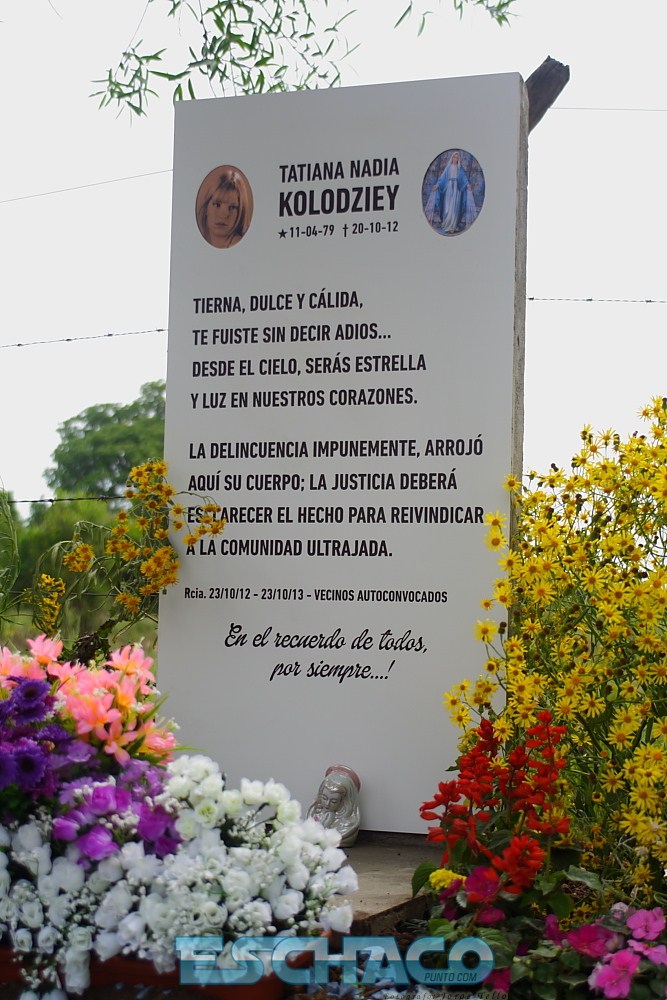 TATIANA NADIA
KOLODZIEY
★11-04-79 †20-10-12
TIERNA, DULCE Y CÁLIDA,
TE FUISTE SIN DECIR ADIOS...
DESDE EL CIELO, SERÁS ESTRELLA
Y LUZ EN NUESTROS CORAZONES.
LA DELINCUENCIA IMPUNEMENTE, ARROJÓ
AQUÍ SU CUERPO; LA JUSTICIA DEBERÁ
ESCLARECER EL HECHO PARA REIVINDICAR
A LA COMUNIDAD ULTRAJADA.
Rcia. 23/10/12 - 23/10/13 - VECINOS AUTOCONVOCADOS
En el recuerdo de todos,
por siempre...!
ESCHACO
PUNTO.COM